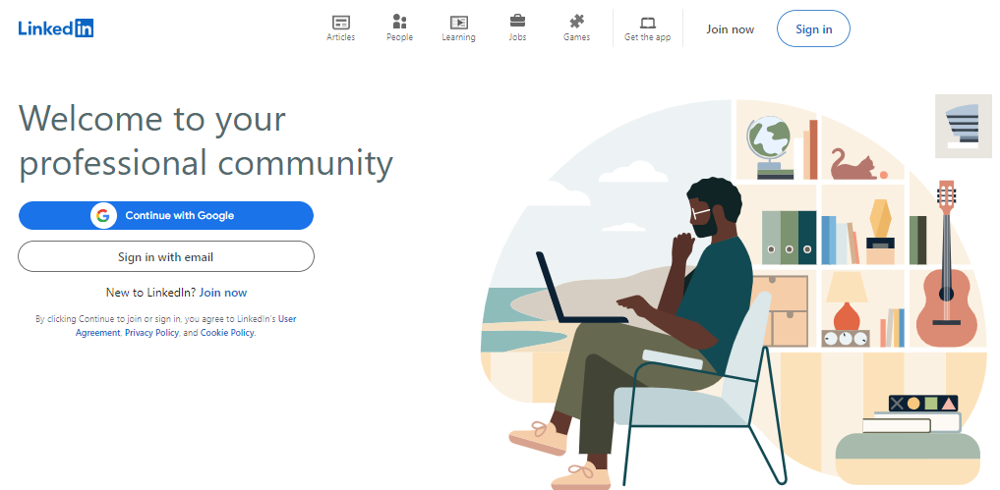 LinkedIn
Articles
People
Learning
Jobs
Games
Get the app
Join now
Sign in
Welcome to your
professional community
Continue with Google
Sign in with email
New to LinkedIn? Join now
By clicking Continue to join or sign in, you agree to LinkedIn's User
Agreement, Privacy Policy, and Cookie Policy.